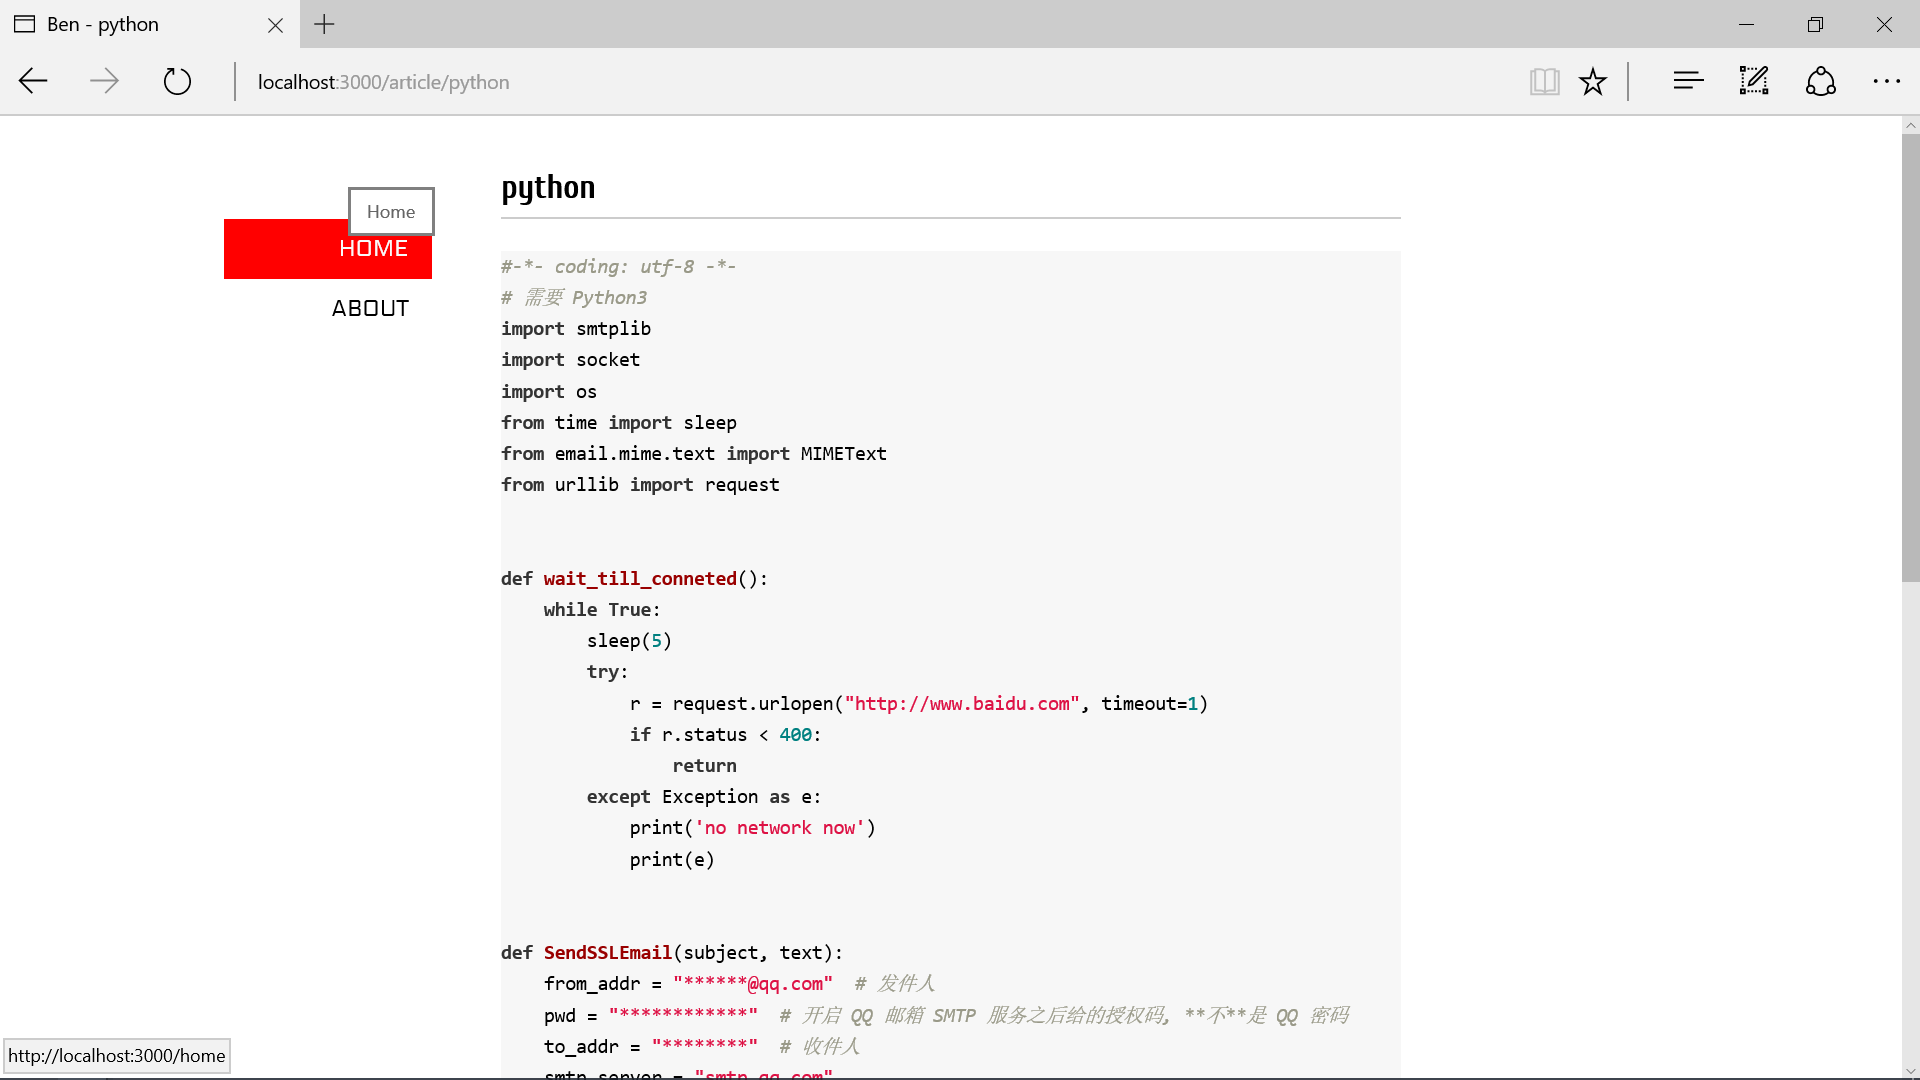 Ben - python
localhost:3000/article/python
Home
HOME
ABOUT
python
#-*- coding: utf-8 -*-
# 需要 Python3
import smtplib
import socket
import os
from time import sleep
from email.mime.text import MIMEText
from urllib import request
def wait_till_conneted():
while True:
sleep(5)
try:
r = request.urlopen("http://www.baidu.com", timeout=1)
if r.status < 400:
return
except Exception as e:
print('no network now')
print(e)
def SendSSLEmail(subject, text):
from_addr = "******@qq.com" # 发件人
pwd = "************" # 开启 QQ 邮箱 SMTP 服务之后给的授权码, **不**是 QQ 密码
to_addr = "********" # 收件人
smtp_server = "smtp.qq.com"
http://localhost:3000/home